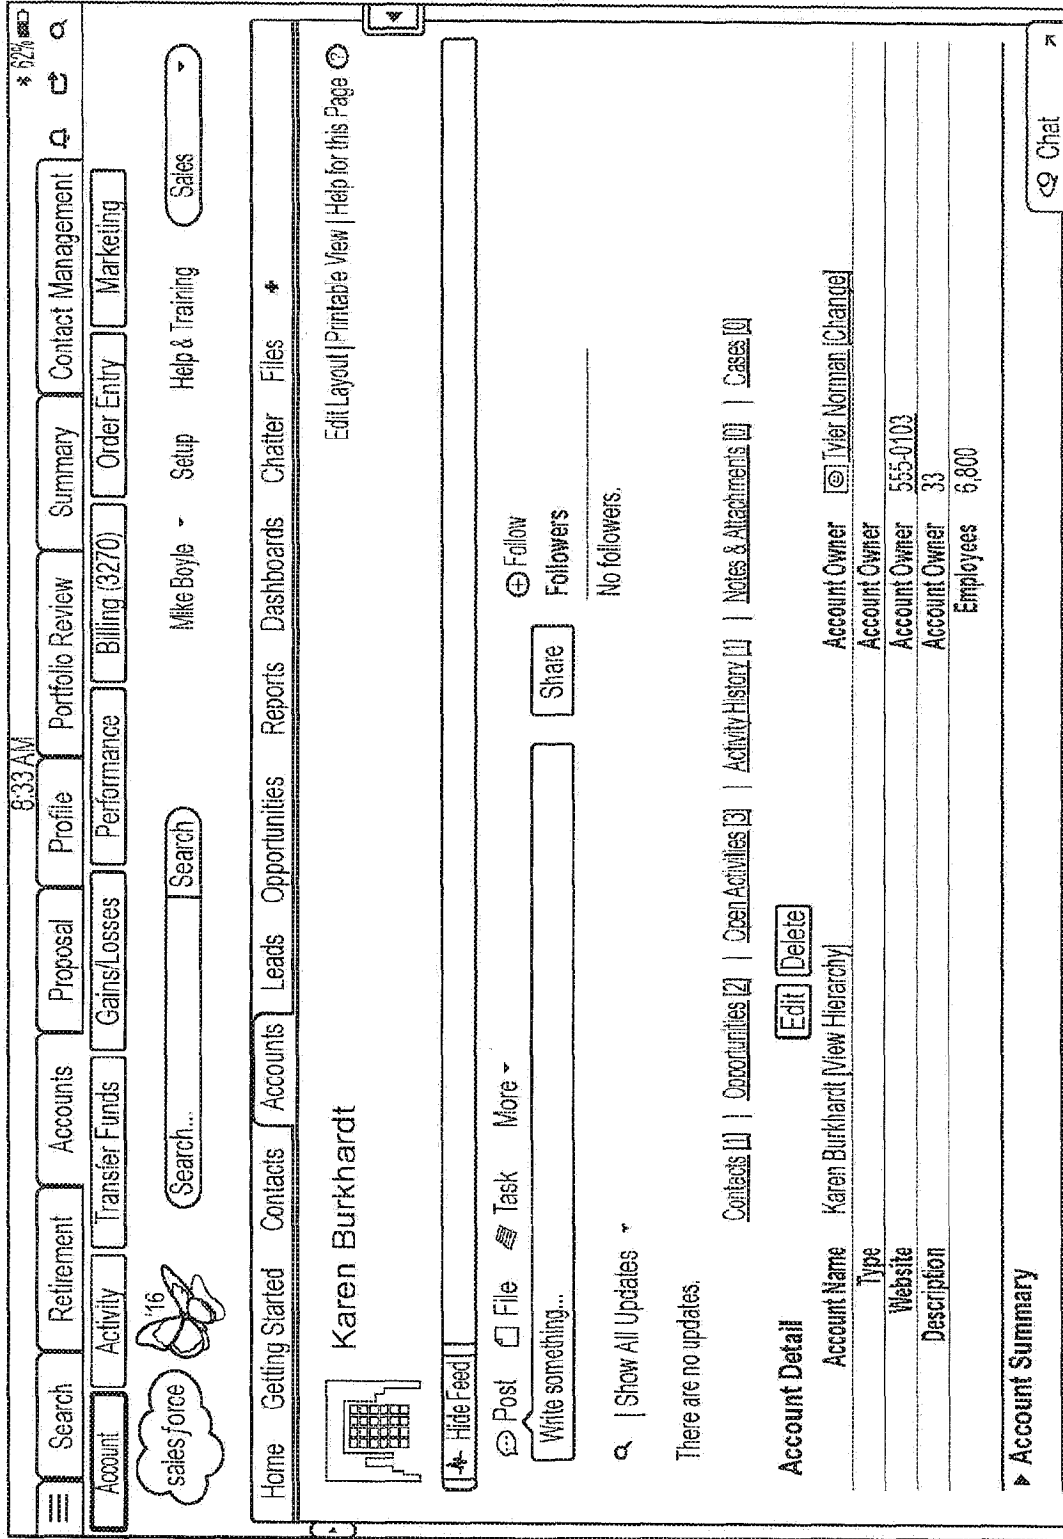 8:33 AM 62%
Search Retirement Accounts Proposal Profile Portfolio Review Summary Contact Management
Account Activity Transfer Funds Gains/Losses Performance Billing (3270) Order Entry Marketing
salesforce '16 Search... Search Mike Boyle Setup Help & Training Sales
Home Getting Started Contacts Accounts Leads Opportunities Reports Dashboards Chatter Files +
Karen Burkhardt
Edit Layout | Printable View | Help for this Page ?
Hide Feed
Post File Task More
Follow
Write something...
Share
Followers
No followers.
| Show All Updates
There are no updates.
Contacts [1] | Opportunities [2] | Open Activities [3] | Activity History [1] | Notes & Attachments [0] | Cases [0]
Account Detail
Edit Delete
Account Name Karen Burkhardt [View Hierarchy] Account Owner Tyler Norman [Change]
Type Account Owner
Website Account Owner 555-0103
Description Account Owner 33
Employees 6,800
Account Summary
Chat